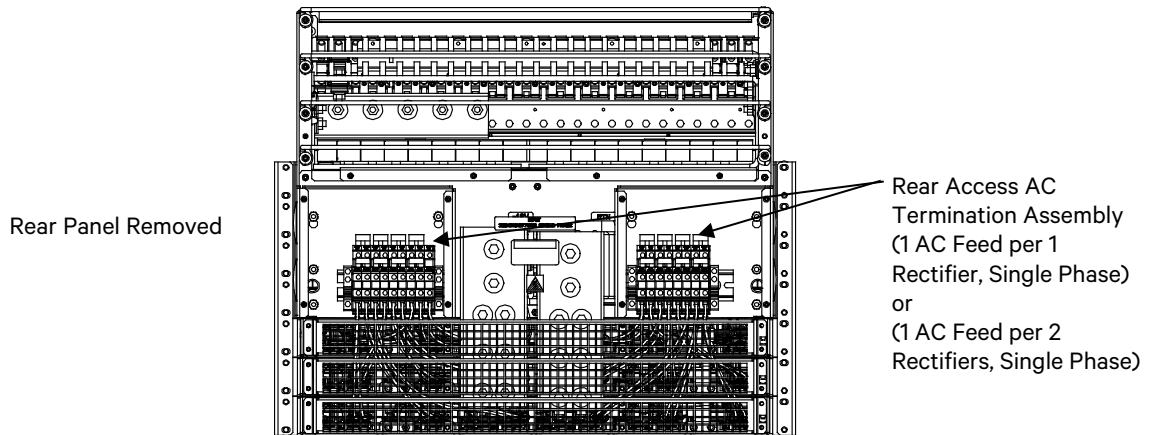 Rear Panel Removed
Rear Access AC
Termination Assembly
(1 AC Feed per 1
Rectifier, Single Phase)
or
(1 AC Feed per 2
Rectifiers, Single Phase)